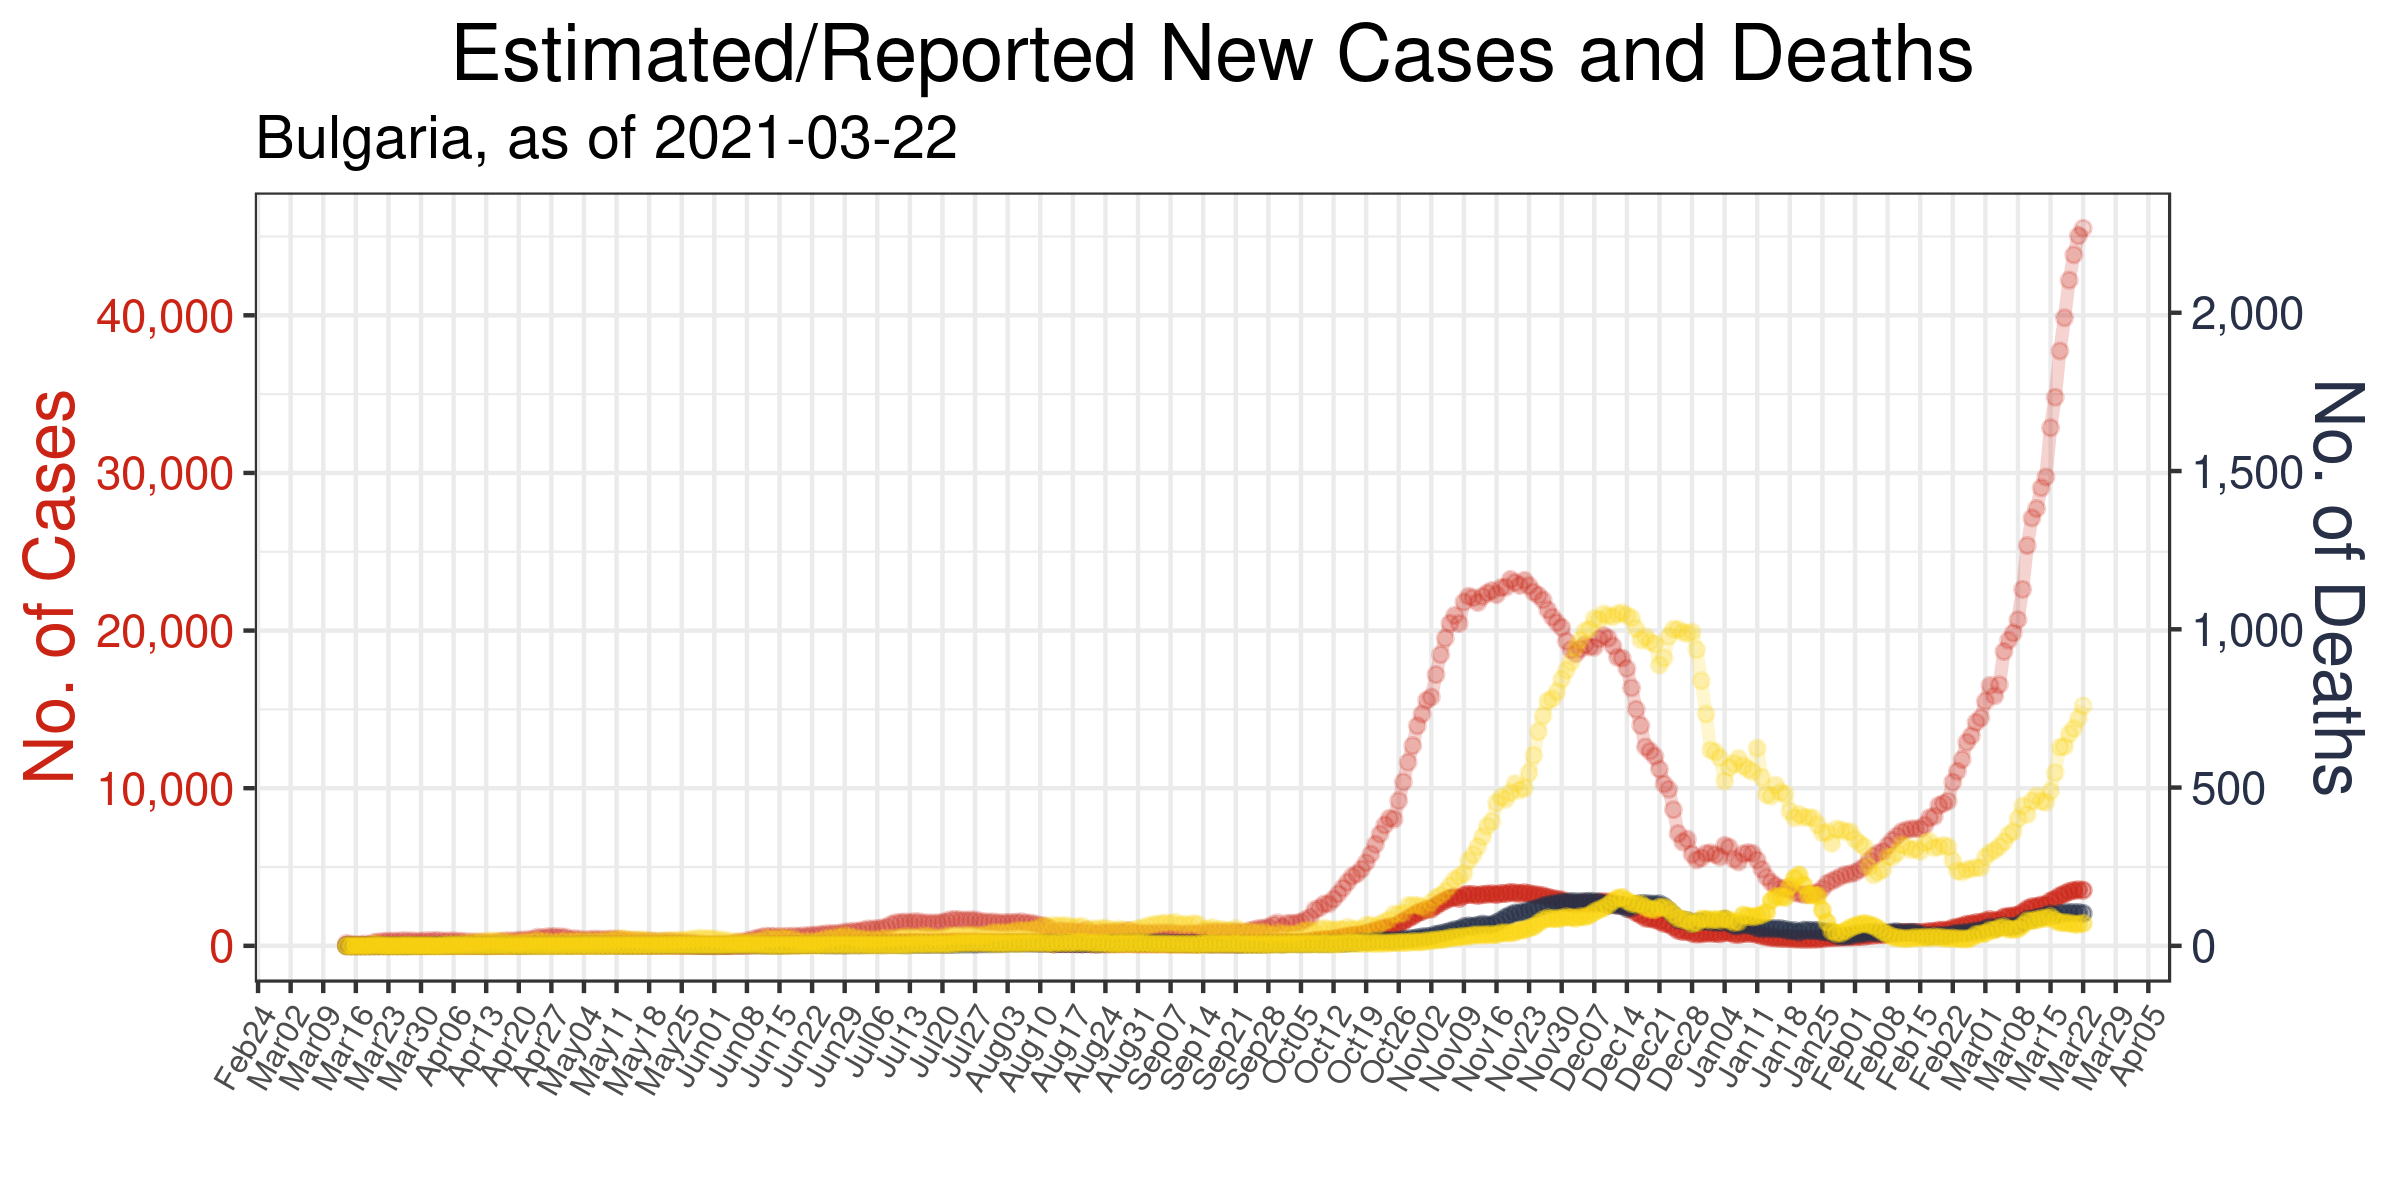 Estimated/Reported New Cases and Deaths
Bulgaria, as of 2021-03-22
No. of Cases
40,000
30,000
20,000
10,000
0
2,000
1,500
1,000
500
0
No. of Deaths
Feb24
Mar02
Mar09
Mar16
Mar23
Mar30
Apr06
Apr13
Apr20
Apr27
May04
May11
May18
May25
Jun01
Jun08
Jun15
Jun22
Jun29
Jul06
Jul13
Jul20
Jul27
Aug03
Aug10
Aug17
Aug24
Aug31
Sep07
Sep14
Sep21
Sep28
Oct05
Oct12
Oct19
Oct26
Nov02
Nov09
Nov16
Nov23
Nov30
Dec07
Dec14
Dec21
Dec28
Jan04
Jan11
Jan18
Jan25
Feb01
Feb08
Feb15
Feb22
Mar01
Mar08
Mar15
Mar22
Mar29
Apr05